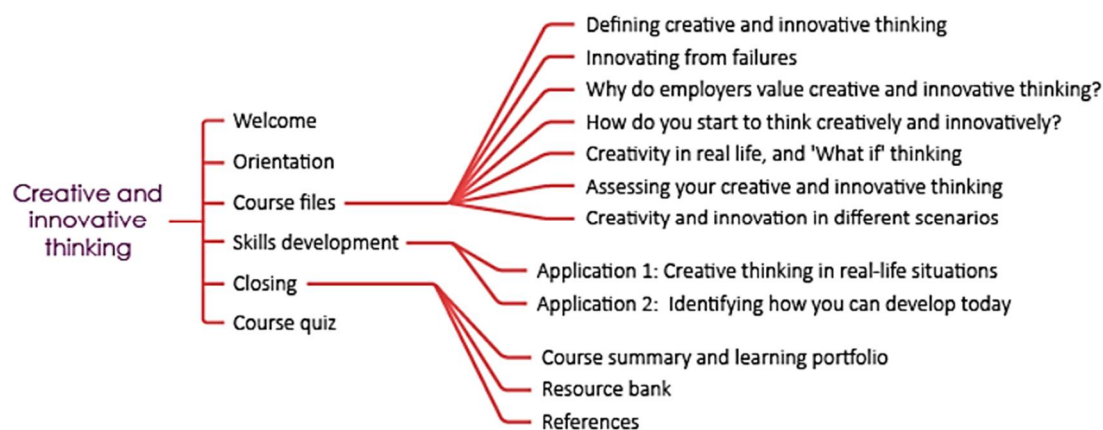 Creative and
innovative
thinking
Welcome
Orientation
Course files
Defining creative and innovative thinking
Innovating from failures
Why do employers value creative and innovative thinking?
How do you start to think creatively and innovatively?
Creativity in real life, and 'What if' thinking
Assessing your creative and innovative thinking
Creativity and innovation in different scenarios
Skills development
Application 1: Creative thinking in real-life situations
Application 2:  Identifying how you can develop today
Closing
Course summary and learning portfolio
Resource bank
References
Course quiz